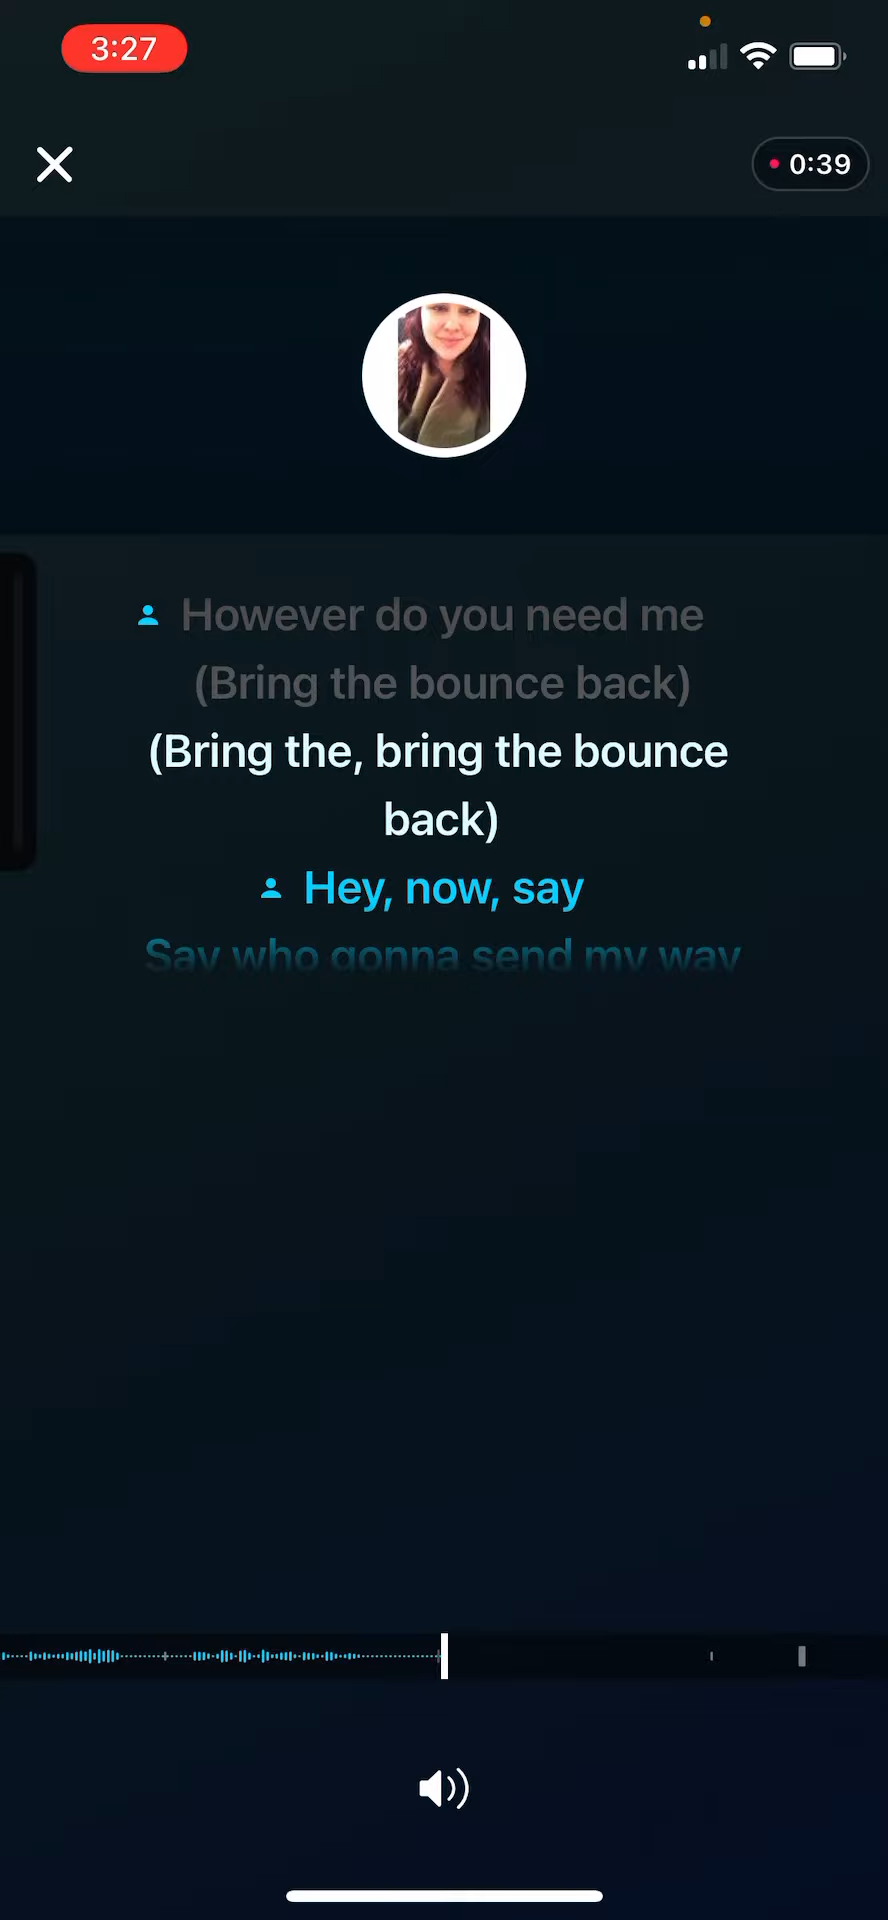 3:27
0:39
However do you need me
(Bring the bounce back)
(Bring the, bring the bounce
back)
Hey, now, say
Say who gonna send my way